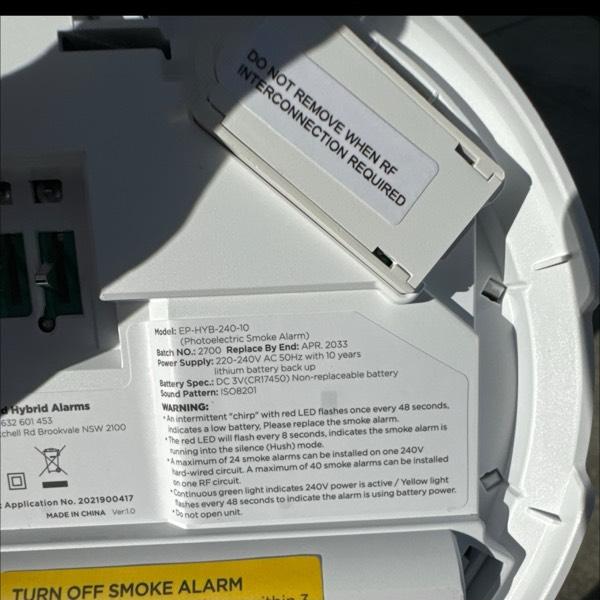 DO NOT REMOVE WHEN RF
INTERCONNECTION REQUIRED
Model: EP-HYB-240-10
(Photoelectric Smoke Alarm)
Batch NO.: 2700 Replace By End: APR. 2033
Power Supply: 220-240V AC 50Hz with 10 years
lithium battery back up
Battery Spec.: DC 3V(CR17450) Non-replaceable battery
Sound Pattern: ISO8201
WARNING:
*An intermittent "chirp" with red LED flashes once every 48 seconds,
indicates a low battery, Please replace the smoke alarm.
*The red LED will flash every 8 seconds, indicates the smoke alarm is
running into the silence (Hush) mode.
*A maximum of 24 smoke alarms can be installed on one 240V
hard-wired circuit. A maximum of 40 smoke alarms can be installed
on one RF circuit.
*Continuous green light indicates 240V power is active / Yellow light
flashes every 48 seconds to indicate the alarm is using battery power.
*Do not open unit.
d Hybrid Alarms
632 601 453
chell Rd Brookvale NSW 2100
Application No. 2021900417
MADE IN CHINA Ver:1.0
TURN OFF SMOKE ALARM
within 3